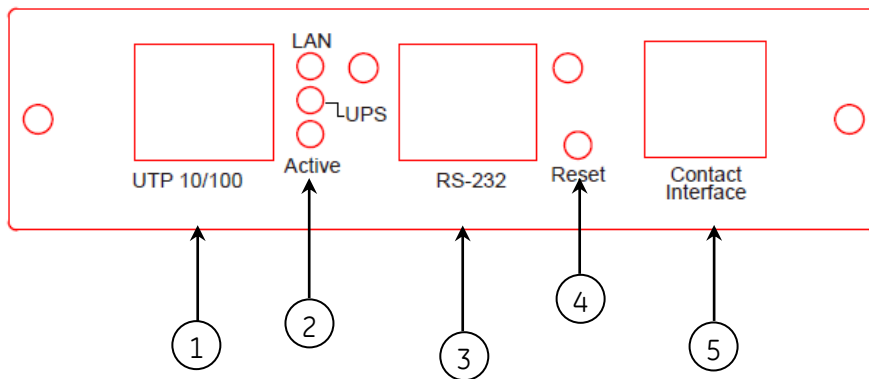 LAN
UPS
Active
UTP 10/100
RS-232
Reset
Contact
Interface
1
2
3
4
5